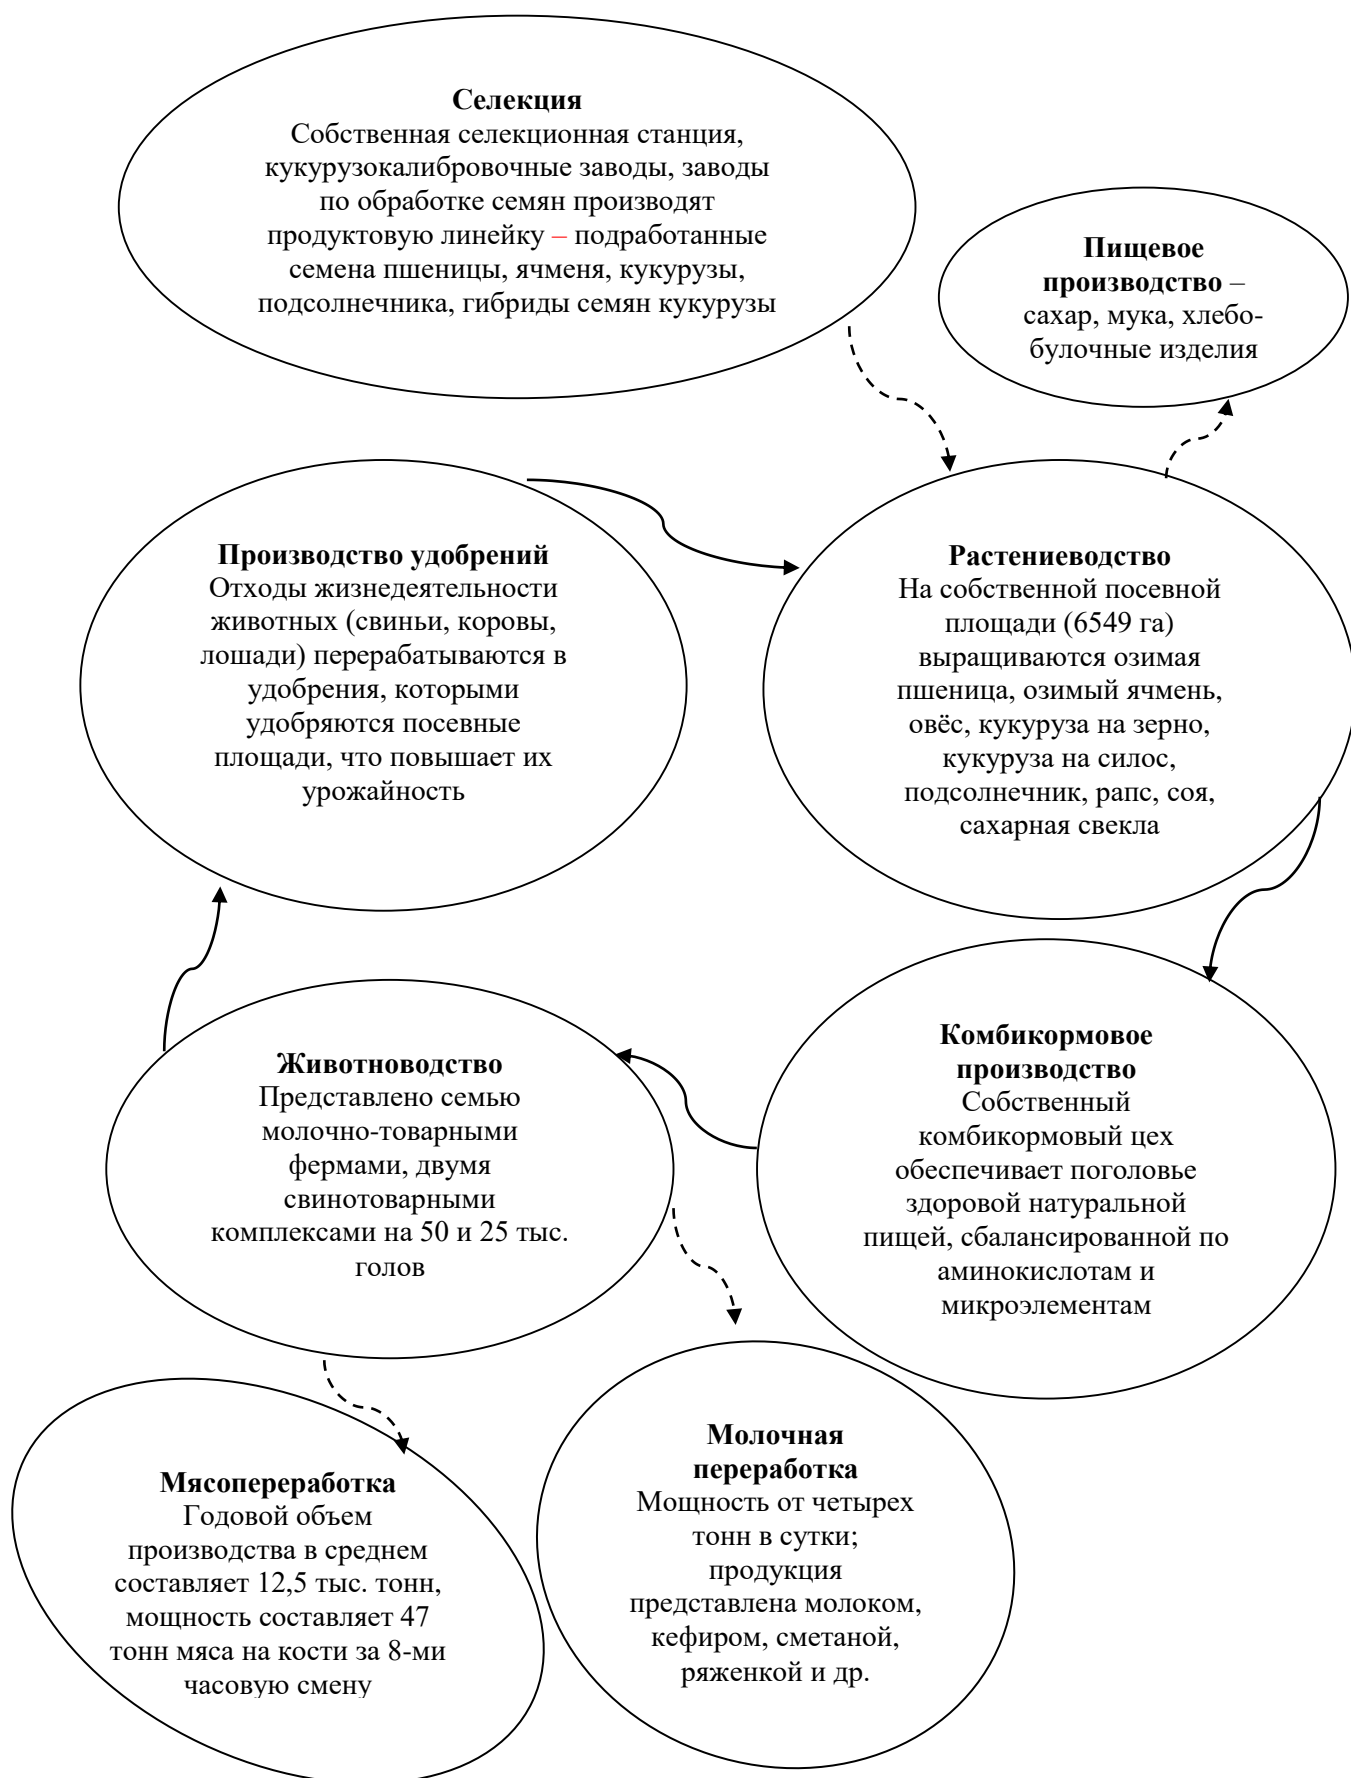 Селекция
Собственная селекционная станция,
кукурузокалибровочные заводы, заводы
по обработке семян производят
продуктовую линейку – подработанные
семена пшеницы, ячменя, кукурузы,
подсолнечника, гибриды семян кукурузы
Пищевое
производство –
сахар, мука, хлебо-
булочные изделия
Производство удобрений
Отходы жизнедеятельности
животных (свиньи, коровы,
лошади) перерабатываются в
удобрения, которыми
удобряются посевные
площади, что повышает их
урожайность
Растениеводство
На собственной посевной
площади (6549 га)
выращиваются озимая
пшеница, озимый ячмень,
овёс, кукуруза на зерно,
кукуруза на силос,
подсолнечник, рапс, соя,
сахарная свекла
Животноводство
Представлено семью
молочно-товарными
фермами, двумя
свинотоварными
комплексами на 50 и 25 тыс.
голов
Комбикормовое
производство
Собственный
комбикормовый цех
обеспечивает поголовье
здоровой натуральной
пищей, сбалансированной по
аминокислотам и
микроэлементам
Мясопереработка
Годовой объем
производства в среднем
составляет 12,5 тыс. тонн,
мощность составляет 47
тонн мяса на кости за 8-ми
часовую смену
Молочная
переработка
Мощность от четырех
тонн в сутки;
продукция
представлена молоком,
кефиром, сметаной,
ряженкой и др.